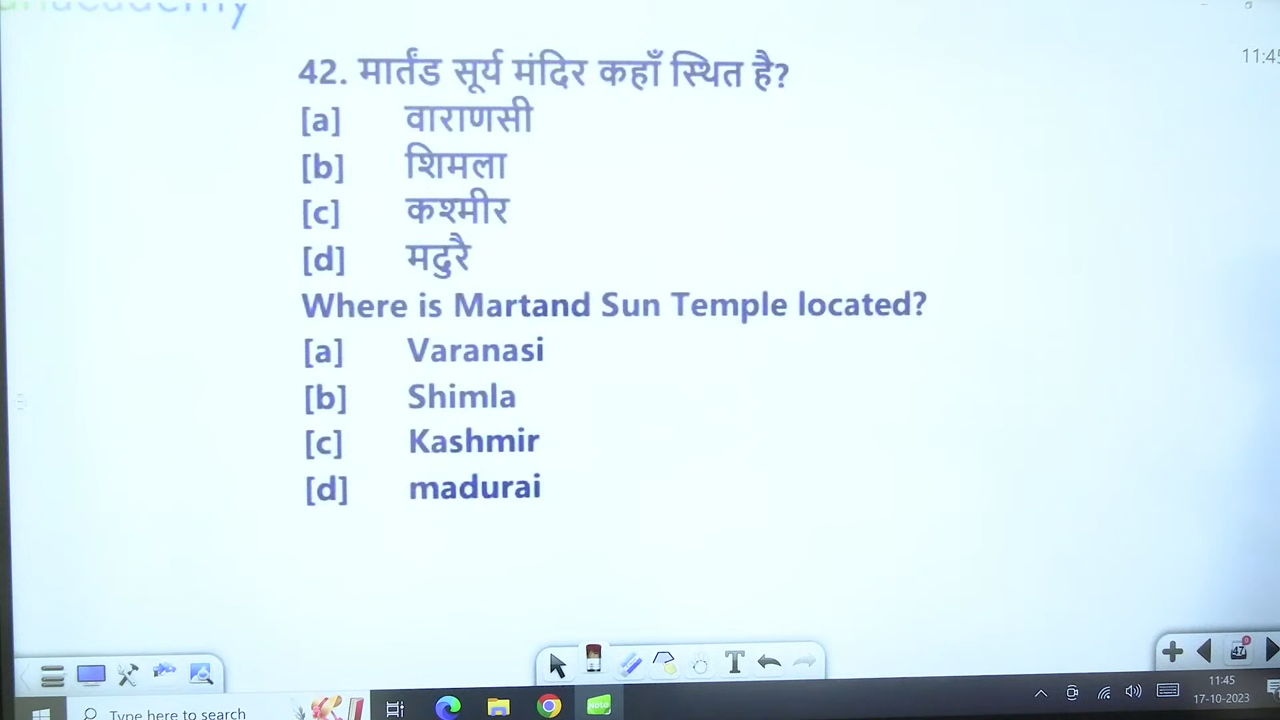 42. मार्तंड सूर्य मंदिर कहाँ स्थित है?
[a] वाराणसी
[b] शिमला
[c] कश्मीर
[d] मदुरै
Where is Martand Sun Temple located?
[a] Varanasi
[b] Shimla
[c] Kashmir
[d] madurai
11:45
T
47
Type here to search
11:45
17-10-2023